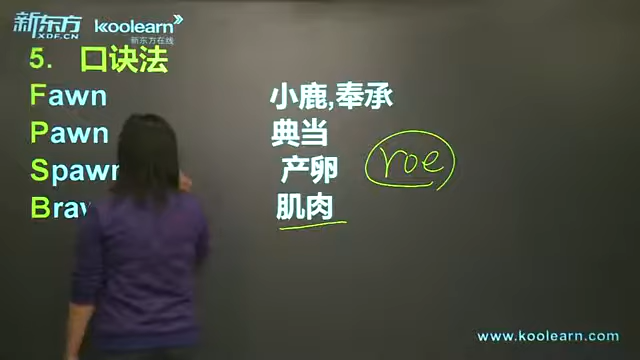 新东方 koolearn
XDF.CN 新东方在线
5. 口诀法
Fawn 小鹿,奉承
Pawn 典当
Spawn 产卵 roe
肌肉
www.koolearn.com